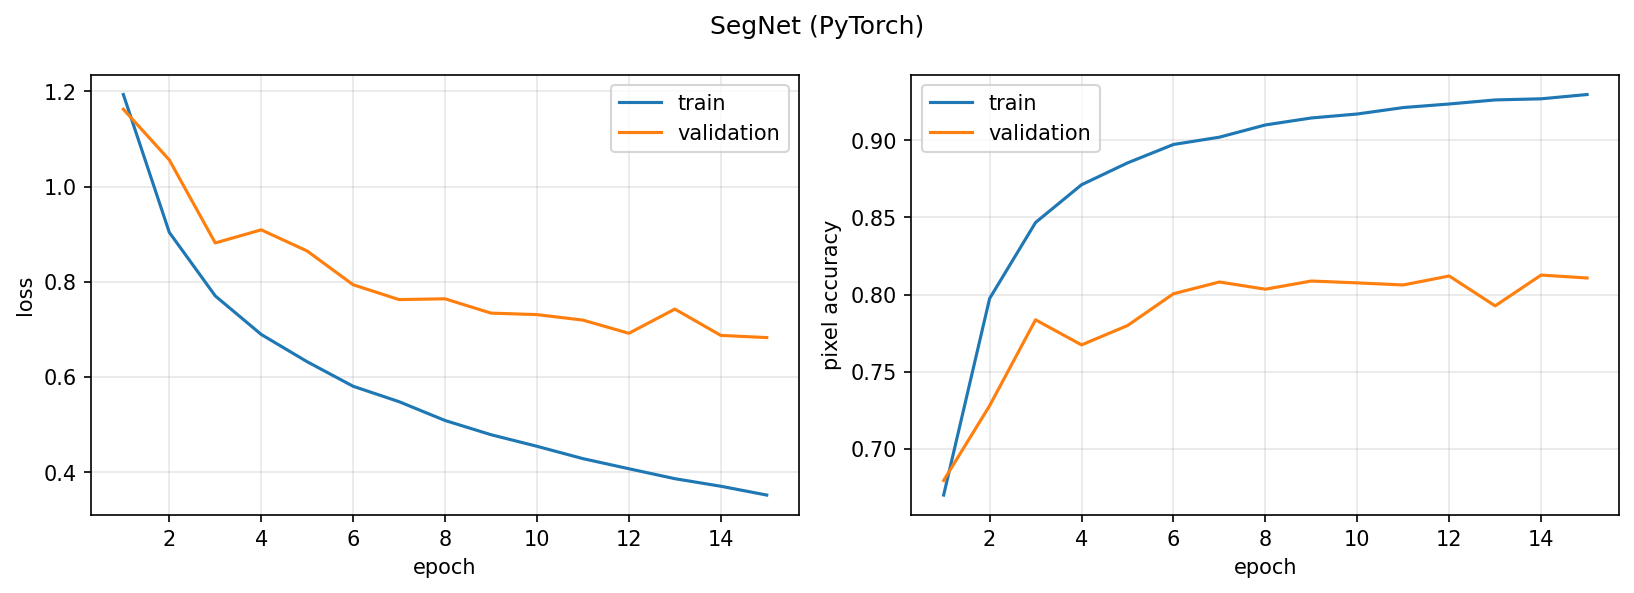 SegNet (PyTorch)
1.2
1.0
0.8
0.6
0.4
loss
train
validation
2 4 6 8 10 12 14
epoch
0.90
0.85
0.80
0.75
0.70
pixel accuracy
train
validation
2 4 6 8 10 12 14
epoch